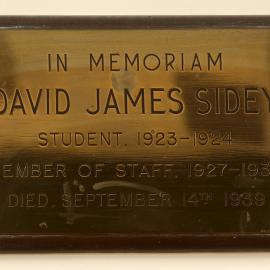 IN MEMORIAM
DAVID JAMES SIDEY
STUDENT. 1923-1924
EMBER OF STAFF. 1927-193
DIED. SEPTEMBER 14TH 1939